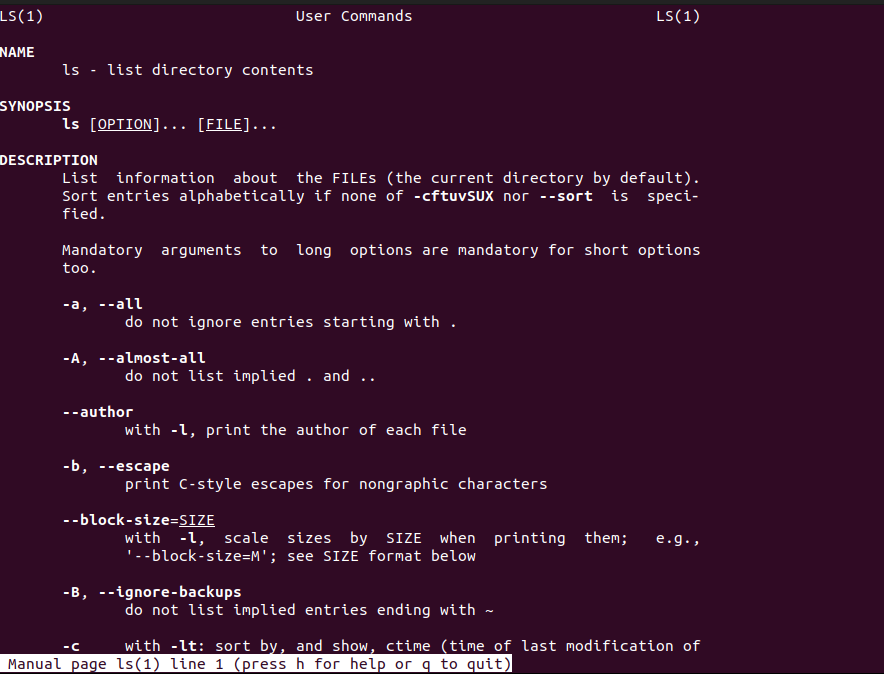 LS(1)                            User Commands                           LS(1)
NAME
       ls - list directory contents
SYNOPSIS
       ls [OPTION]... [FILE]...
DESCRIPTION
       List  information  about  the FILEs (the current directory by default).
       Sort entries alphabetically if none of -cftuvSUX nor --sort  is  speci-
       fied.
       Mandatory  arguments  to  long  options are mandatory for short options
       too.
       -a, --all
              do not ignore entries starting with .
       -A, --almost-all
              do not list implied . and ..
       --author
              with -l, print the author of each file
       -b, --escape
              print C-style escapes for nongraphic characters
       --block-size=SIZE
              with  -l,  scale  sizes  by  SIZE  when  printing  them;   e.g.,
              '--block-size=M'; see SIZE format below
       -B, --ignore-backups
              do not list implied entries ending with ~
       -c     with -lt: sort by, and show, ctime (time of last modification of
 Manual page ls(1) line 1 (press h for help or q to quit)